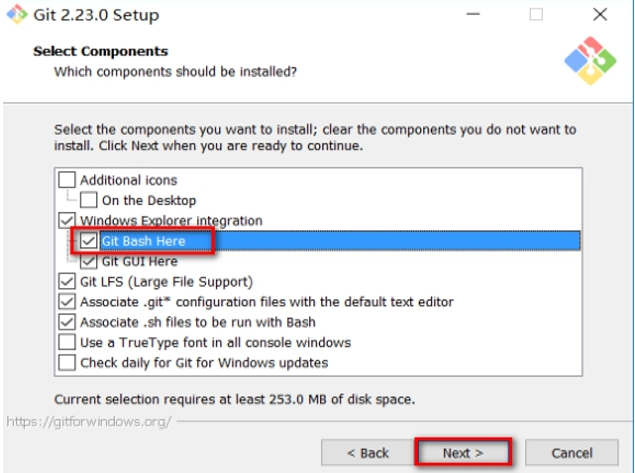 Git 2.23.0 Setup
Select Components
Which components should be installed?
Select the components you want to install; clear the components you do not want to
install. Click Next when you are ready to continue.
Additional icons
On the Desktop
Windows Explorer integration
Git Bash Here
Git GUI Here
Git LFS (Large File Support)
Associate .git* configuration files with the default text editor
Associate .sh files to be run with Bash
Use a TrueType font in all console windows
Check daily for Git for Windows updates
Current selection requires at least 253.0 MB of disk space.
https://gitforwindows.org/
< Back Next > Cancel